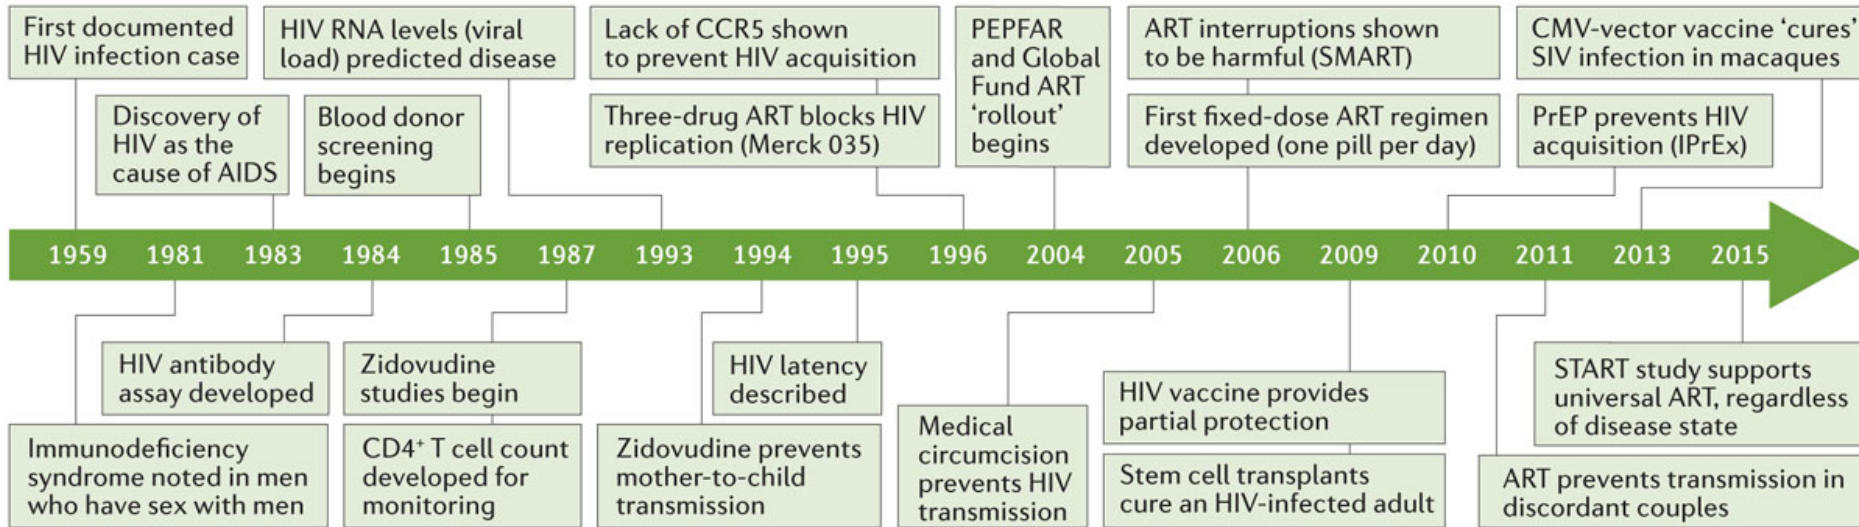 First documented
HIV infection case
HIV RNA levels (viral
load) predicted disease
Lack of CCR5 shown
to prevent HIV acquisition
PEPFAR
and Global
Fund ART
‘rollout’
begins
ART interruptions shown
to be harmful (SMART)
CMV-vector vaccine ‘cures’
SIV infection in macaques
Discovery of
HIV as the
cause of AIDS
Blood donor
screening
begins
Three-drug ART blocks HIV
replication (Merck 035)
First fixed-dose ART regimen
developed (one pill per day)
PrEP prevents HIV
acquisition (IPrEx)
1959 1981 1983 1984 1985 1987 1993 1994 1995 1996 2004 2005 2006 2009 2010 2011 2013 2015
HIV antibody
assay developed
Zidovudine
studies begin
HIV latency
described
HIV vaccine provides
partial protection
START study supports
universal ART, regardless
of disease state
Immunodeficiency
syndrome noted in men
who have sex with men
CD4⁺ T cell count
developed for
monitoring
Zidovudine prevents
mother-to-child
transmission
Medical
circumcision
prevents HIV
transmission
Stem cell transplants
cure an HIV-infected adult
ART prevents transmission in
discordant couples